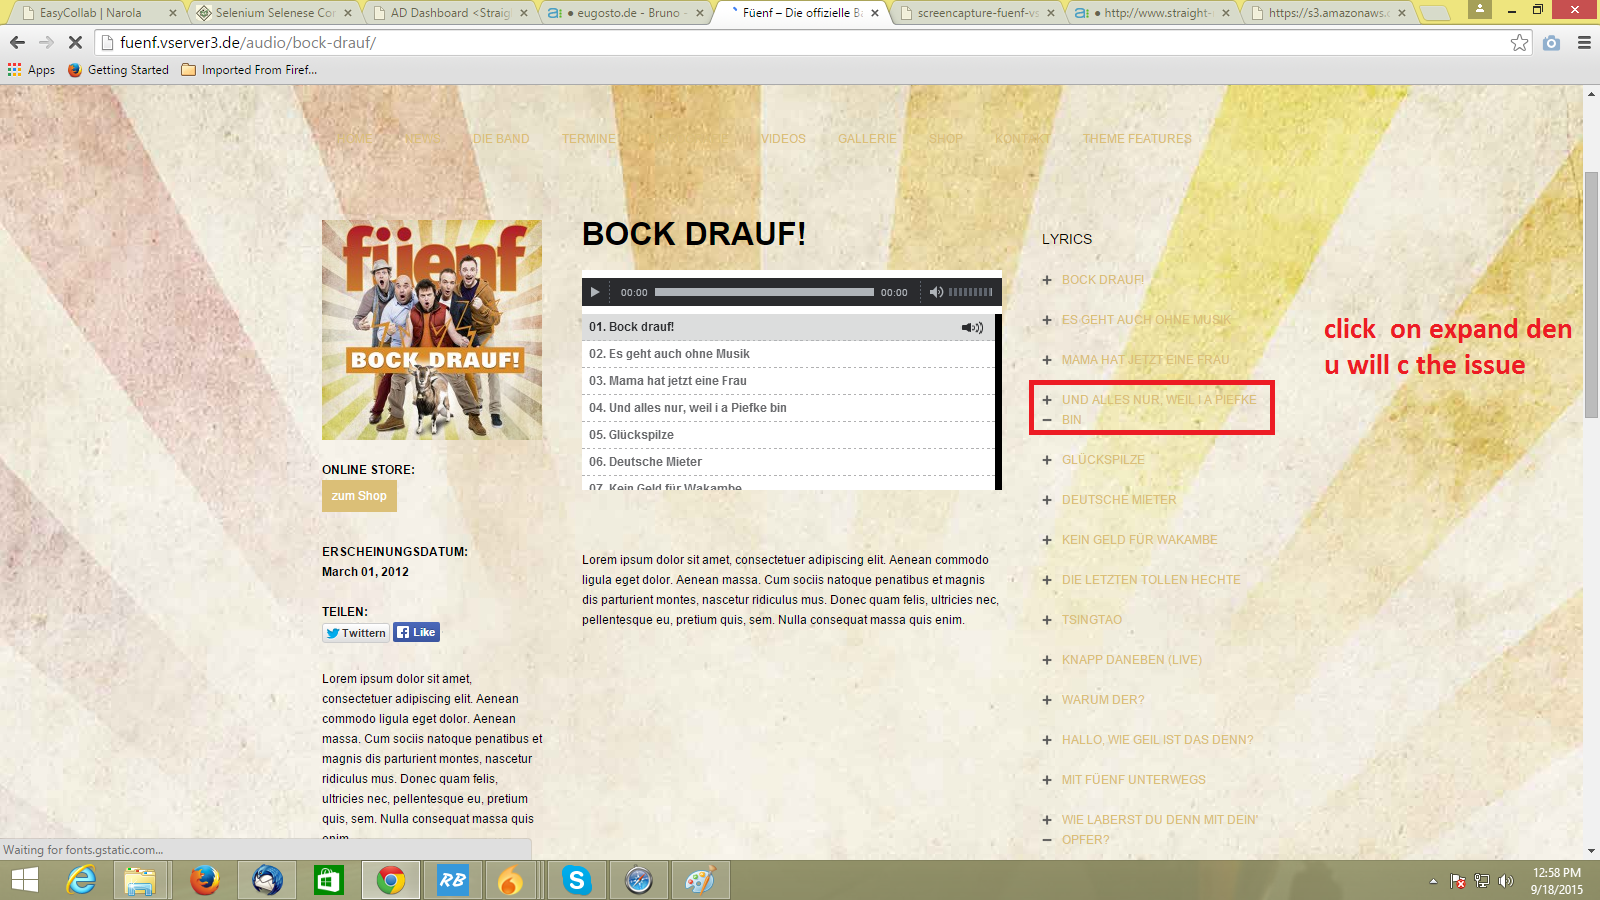 EasyCollab | Narola
Selenium Selenese Cor
AD Dashboard <Straig
● eugosto.de - Bruno -
Füenf – Die offizielle Ba
screencapture-fuenf-vs
● http://www.straight-
https://s3.amazonaws.
fuenf.vserver3.de/audio/bock-drauf/
Apps
Getting Started
Imported From Firef...
HOME NEWS DIE BAND TERMINE VIDEOS GALLERIE SHOP KONTAKT THEME FEATURES
füenf
BOCK DRAUF!
ONLINE STORE:
zum Shop
ERSCHEINUNGSDATUM:
March 01, 2012
TEILEN:
Twittern Like
Lorem ipsum dolor sit amet,
consectetuer adipiscing elit. Aenean
commodo ligula eget dolor. Aenean
massa. Cum sociis natoque penatibus et
magnis dis parturient montes, nascetur
ridiculus mus. Donec quam felis,
ultricies nec, pellentesque eu, pretium
quis, sem. Nulla consequat massa quis
enim.
BOCK DRAUF!
00:00 00:00
01. Bock drauf!
02. Es geht auch ohne Musik
03. Mama hat jetzt eine Frau
04. Und alles nur, weil i a Piefke bin
05. Glückspilze
06. Deutsche Mieter
07. Kein Geld für Wakambe
Lorem ipsum dolor sit amet, consectetuer adipiscing elit. Aenean commodo
ligula eget dolor. Aenean massa. Cum sociis natoque penatibus et magnis
dis parturient montes, nascetur ridiculus mus. Donec quam felis, ultricies nec,
pellentesque eu, pretium quis, sem. Nulla consequat massa quis enim.
LYRICS
BOCK DRAUF!
ES GEHT AUCH OHNE MUSIK
MAMA HAT JETZT EINE FRAU
UND ALLES NUR, WEIL I A PIEFKE
BIN
GLÜCKSPILZE
DEUTSCHE MIETER
KEIN GELD FÜR WAKAMBE
DIE LETZTEN TOLLEN HECHTE
TSINGTAO
KNAPP DANEBEN (LIVE)
WARUM DER?
HALLO, WIE GEIL IST DAS DENN?
MIT FÜENF UNTERWEGS
WIE LABERST DU DENN MIT DEIN'
OPFER?
click on expand den
u will c the issue
Waiting for fonts.gstatic.com...
RB
12:58 PM
9/18/2015